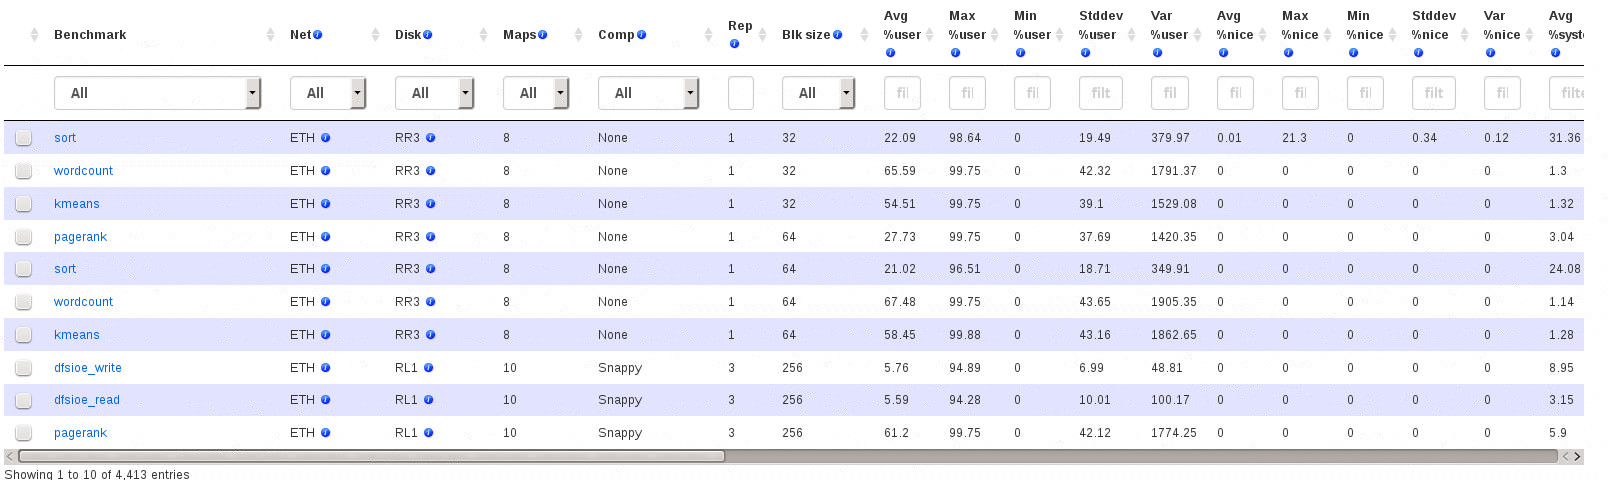 Benchmark Net Disk Maps Comp Rep Blk size Avg %user Max %user Min %user Stddev %user Var %user Avg %nice Max %nice Min %nice Stddev %nice Var %nice Avg %syste
All All All All All All fil fil fil filt fil fil fil fil filt fil filte
sort ETH RR3 8 None 1 32 22.09 98.64 0 19.49 379.97 0.01 21.3 0 0.34 0.12 31.36
wordcount ETH RR3 8 None 1 32 65.59 99.75 0 42.32 1791.37 0 0 0 0 0 1.3
kmeans ETH RR3 8 None 1 32 54.51 99.75 0 39.1 1529.08 0 0 0 0 0 1.32
pagerank ETH RR3 8 None 1 64 27.73 99.75 0 37.69 1420.35 0 0 0 0 0 3.04
sort ETH RR3 8 None 1 64 21.02 96.51 0 18.71 349.91 0 0 0 0 0 24.08
wordcount ETH RR3 8 None 1 64 67.48 99.75 0 43.65 1905.35 0 0 0 0 0 1.14
kmeans ETH RR3 8 None 1 64 58.45 99.88 0 43.16 1862.65 0 0 0 0 0 1.28
dfsioe_write ETH RL1 10 Snappy 3 256 5.76 94.89 0 6.99 48.81 0 0 0 0 0 8.95
dfsioe_read ETH RL1 10 Snappy 3 256 5.59 94.28 0 10.01 100.17 0 0 0 0 0 3.15
pagerank ETH RL1 10 Snappy 3 256 61.2 99.75 0 42.12 1774.25 0 0 0 0 0 5.9
Showing 1 to 10 of 4,413 entries